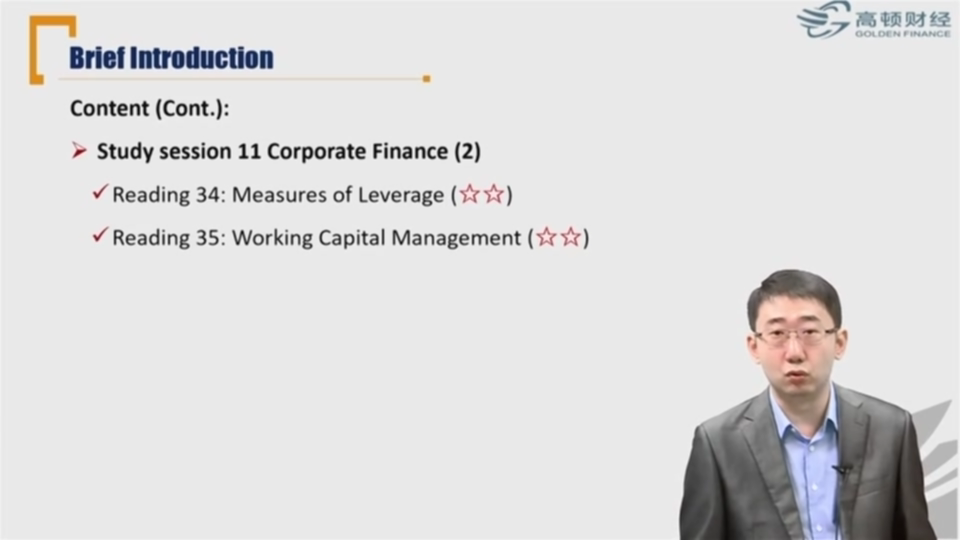 Brief Introduction
高顿财经
GOLDEN FINANCE
Content (Cont.):
Study session 11 Corporate Finance (2)
Reading 34: Measures of Leverage (☆☆)
Reading 35: Working Capital Management (☆☆)